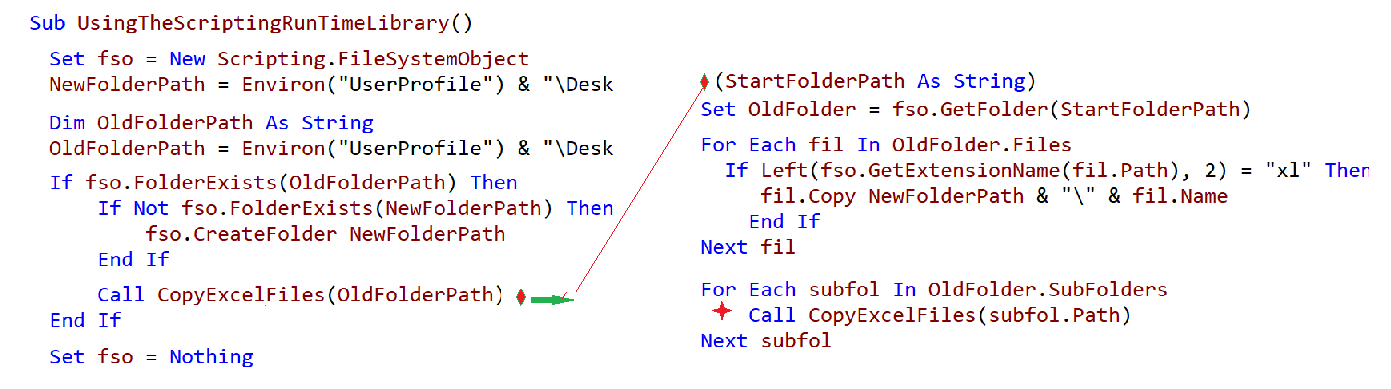 Sub UsingTheScriptingRunTimeLibrary()
Set fso = New Scripting.FileSystemObject
NewFolderPath = Environ("UserProfile") & "\Desk
Dim OldFolderPath As String
OldFolderPath = Environ("UserProfile") & "\Desk
If fso.FolderExists(OldFolderPath) Then
If Not fso.FolderExists(NewFolderPath) Then
fso.CreateFolder NewFolderPath
End If
Call CopyExcelFiles(OldFolderPath)
End If
Set fso = Nothing
(StartFolderPath As String)
Set OldFolder = fso.GetFolder(StartFolderPath)
For Each fil In OldFolder.Files
If Left(fso.GetExtensionName(fil.Path), 2) = "xl" Then
fil.Copy NewFolderPath & "\" & fil.Name
End If
Next fil
For Each subfol In OldFolder.SubFolders
Call CopyExcelFiles(subfol.Path)
Next subfol